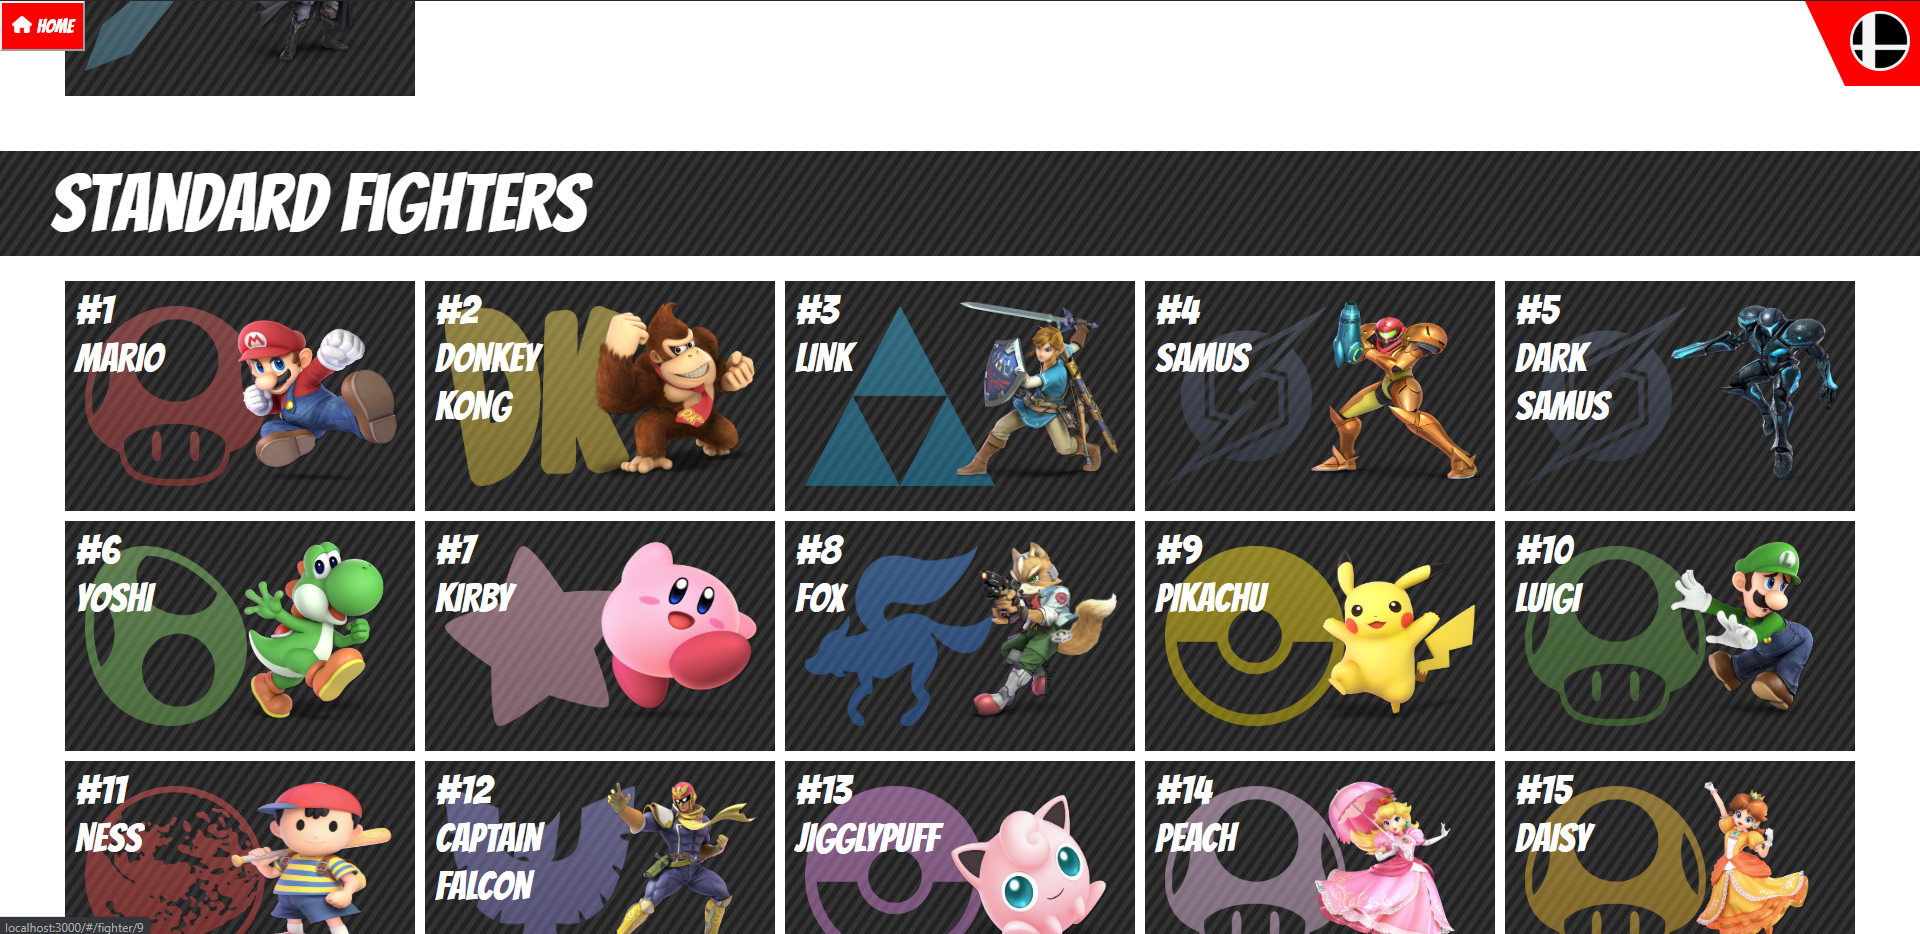 HOME
STANDARD FIGHTERS
#1
MARIO
#2
DONKEY
KONG
#3
LINK
#4
SAMUS
#5
DARK
SAMUS
#6
YOSHI
#7
KIRBY
#8
FOX
#9
PIKACHU
#10
LUIGI
#11
NESS
#12
CAPTAIN
FALCON
#13
JIGGLYPUFF
#14
PEACH
#15
DAISY
localhost:3000/#/fighter/9